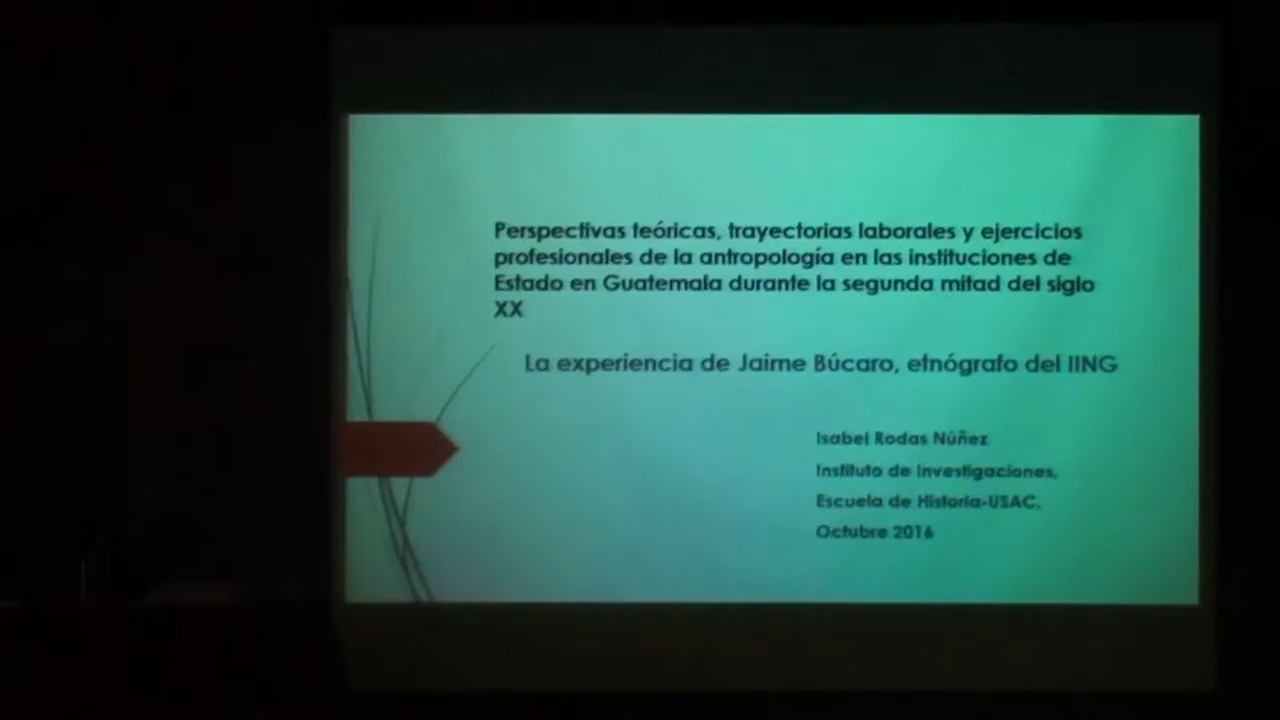 Perspectivas teóricas, trayectorias laborales y ejercicios
profesionales de la antropología en las instituciones de
Estado en Guatemala durante la segunda mitad del siglo
XX
La experiencia de Jaime Búcaro, etnógrafo del IING
Isabel Rodas Núñez
Instituto de Investigaciones,
Escuela de Historia-USAC,
Octubre 2016